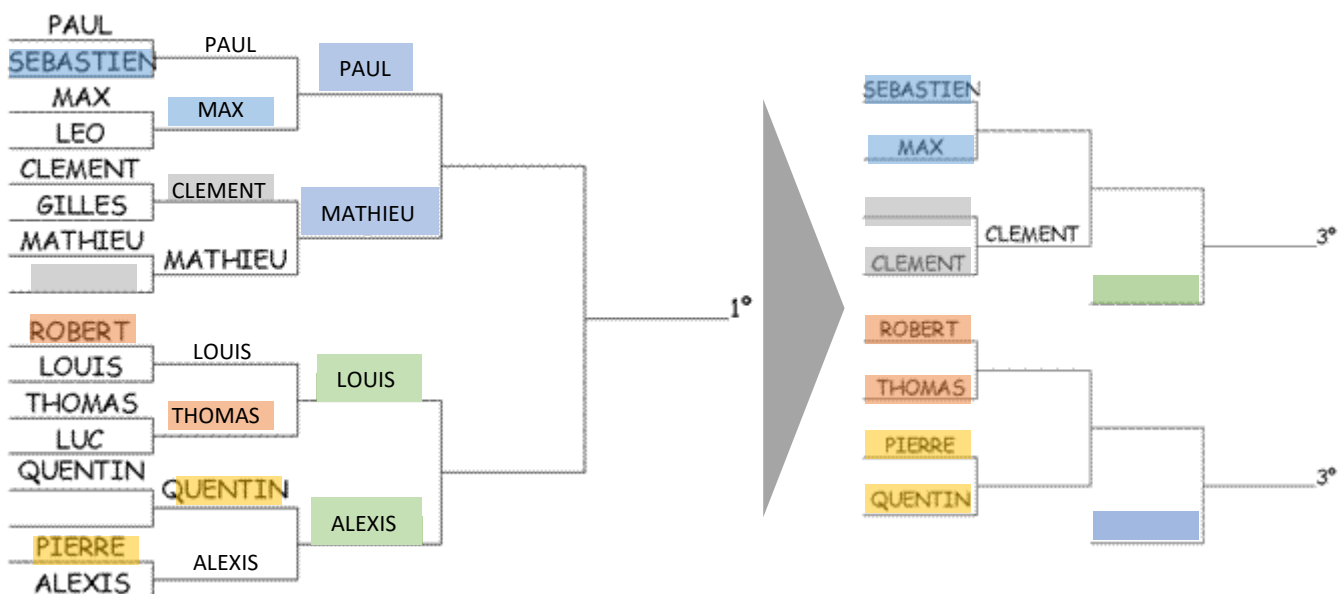 PAUL
SEBASTIEN
MAX
LEO
CLEMENT
GILLES
MATHIEU
ROBERT
LOUIS
THOMAS
LUC
QUENTIN
PIERRE
ALEXIS
PAUL
MAX
CLEMENT
MATHIEU
LOUIS
THOMAS
QUENTIN
ALEXIS
PAUL
MATHIEU
LOUIS
ALEXIS
1°
SEBASTIEN
MAX
CLEMENT
ROBERT
THOMAS
PIERRE
QUENTIN
CLEMENT
3°
3°